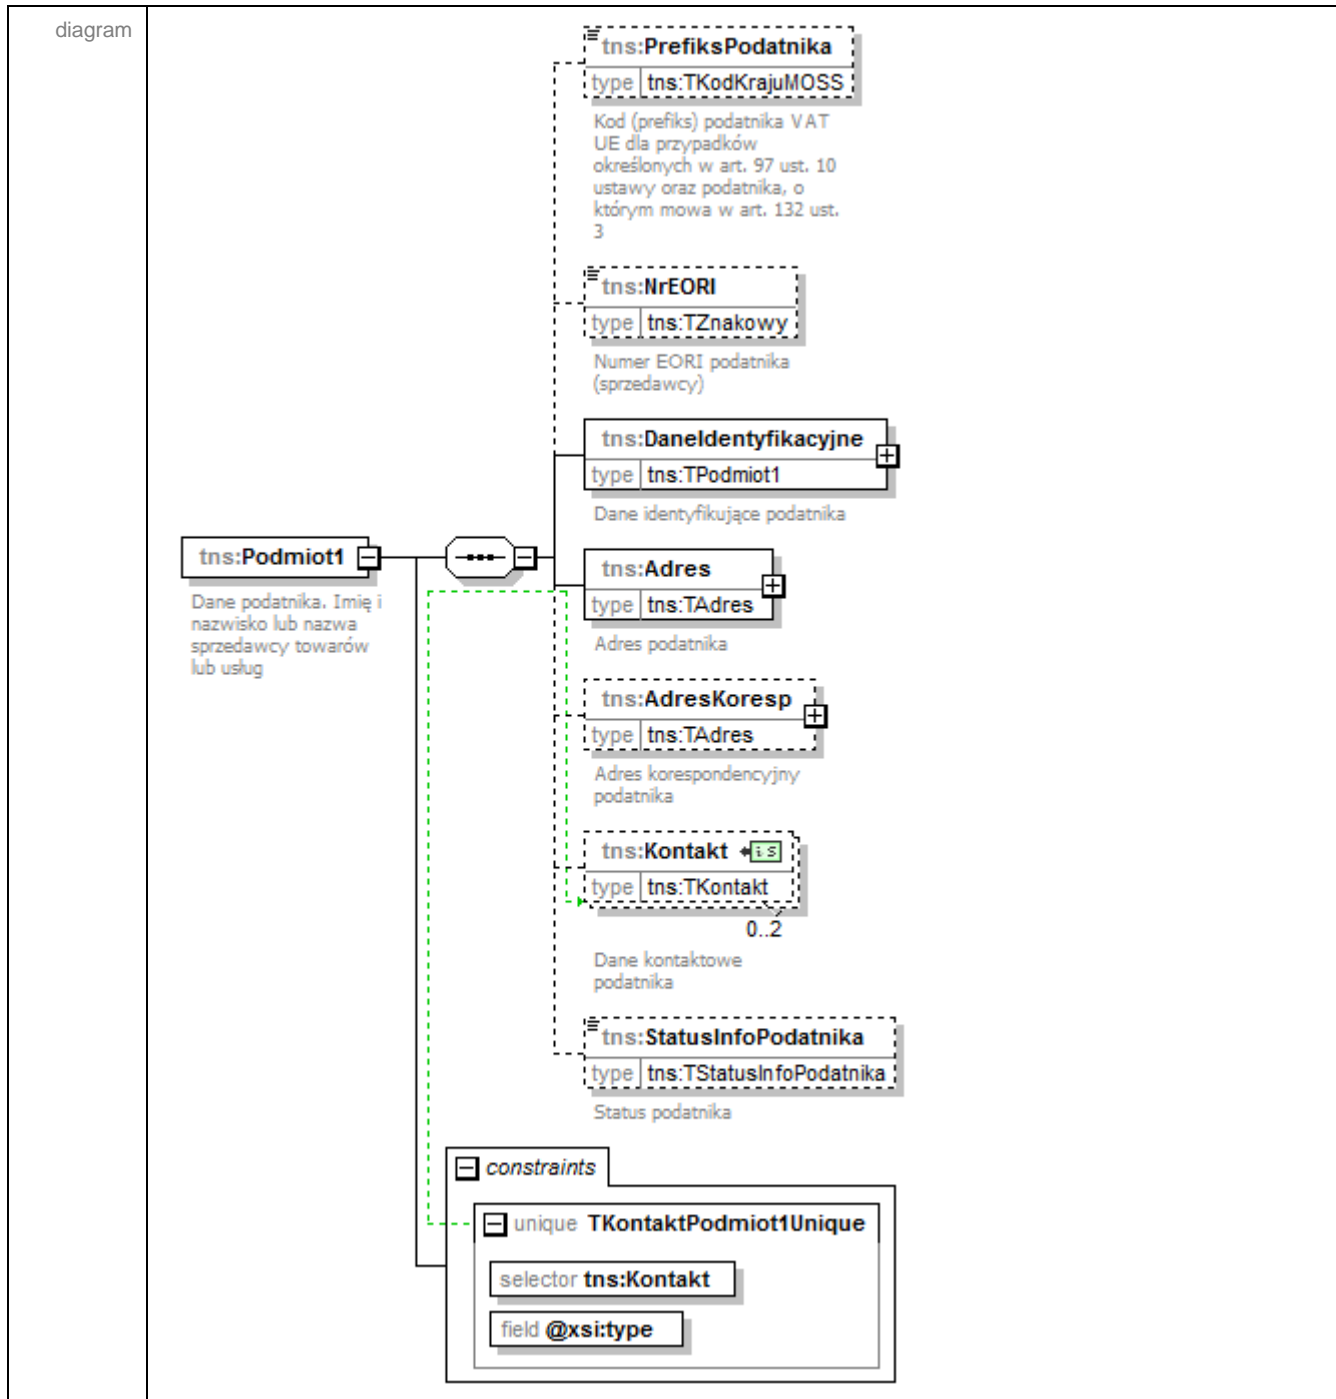 diagram
tns:PrefiksPodatnika
type tns:TKodKrajuMOSS
Kod (prefiks) podatnika VAT
UE dla przypadków
określonych w art. 97 ust. 10
ustawy oraz podatnika, o
którym mowa w art. 132 ust.
3
tns:NrEORI
type tns:TZnakowy
Numer EORI podatnika
(sprzedawcy)
tns:DaneIdentyfikacyjne
type tns:TPodmiot1
Dane identyfikujące podatnika
tns:Podmiot1
Dane podatnika. Imię i
nazwisko lub nazwa
sprzedawcy towarów
lub usług
tns:Adres
type tns:TAdres
Adres podatnika
tns:AdresKoresp
type tns:TAdres
Adres korespondencyjny
podatnika
tns:Kontakt is
type tns:TKontakt
0..2
Dane kontaktowe
podatnika
tns:StatusInfoPodatnika
type tns:TStatusInfoPodatnika
Status podatnika
constraints
unique TKontaktPodmiot1Unique
selector tns:Kontakt
field @xsi:type